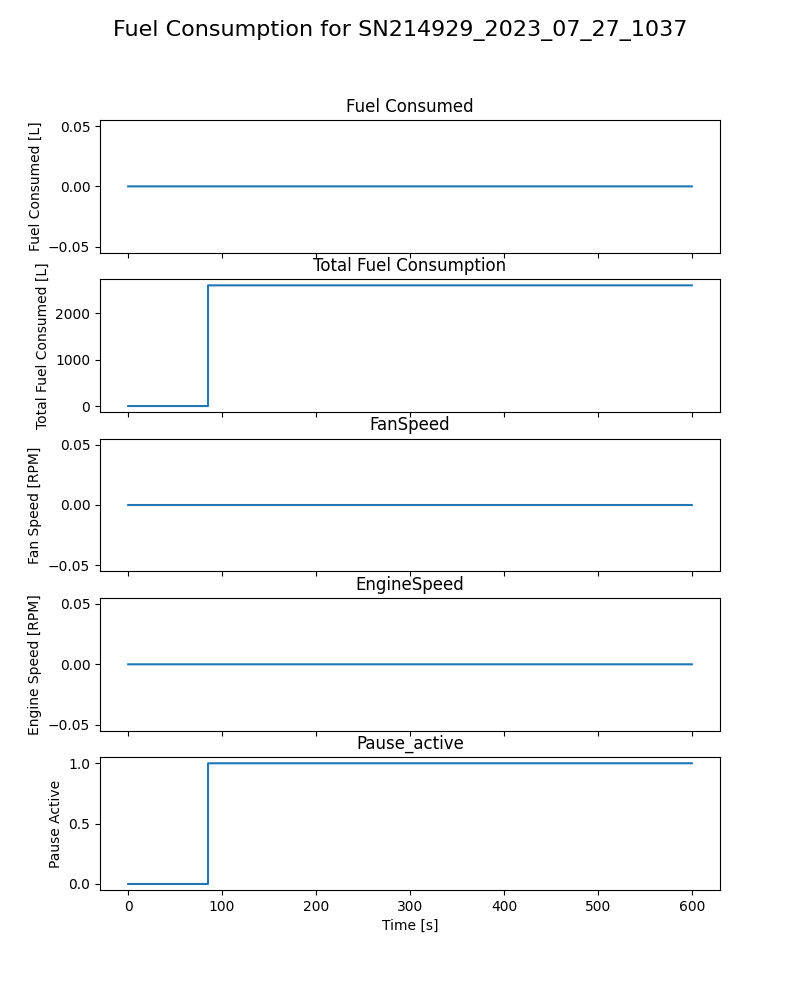 Fuel Consumption for SN214929_2023_07_27_1037
Fuel Consumed
Fuel Consumed [L]
0.05
0.00
−0.05
Total Fuel Consumption
Total Fuel Consumed [L]
2000
1000
0
FanSpeed
Fan Speed [RPM]
0.05
0.00
−0.05
EngineSpeed
Engine Speed [RPM]
0.05
0.00
−0.05
Pause_active
Pause Active
1.0
0.5
0.0
0 100 200 300 400 500 600
Time [s]